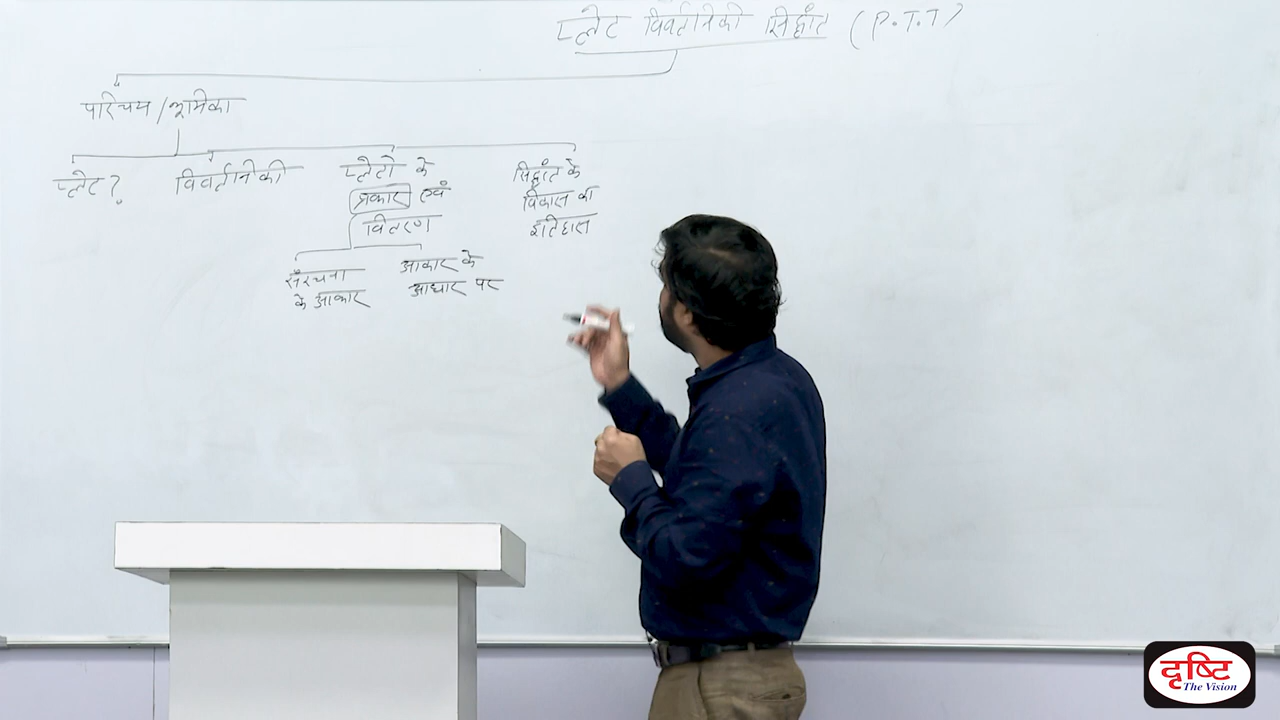 प्लेट विवर्तनिकी सिद्धांत (P.T.T)
परिचय / भूमिका
प्लेट?
विवर्तनिकी
प्लेटो के
प्रकार एवं
वितरण
सिद्धांत के
विकास का
इतिहास
संरचना
के आकार
आकार के
आधार पर
दृष्टि
The Vision